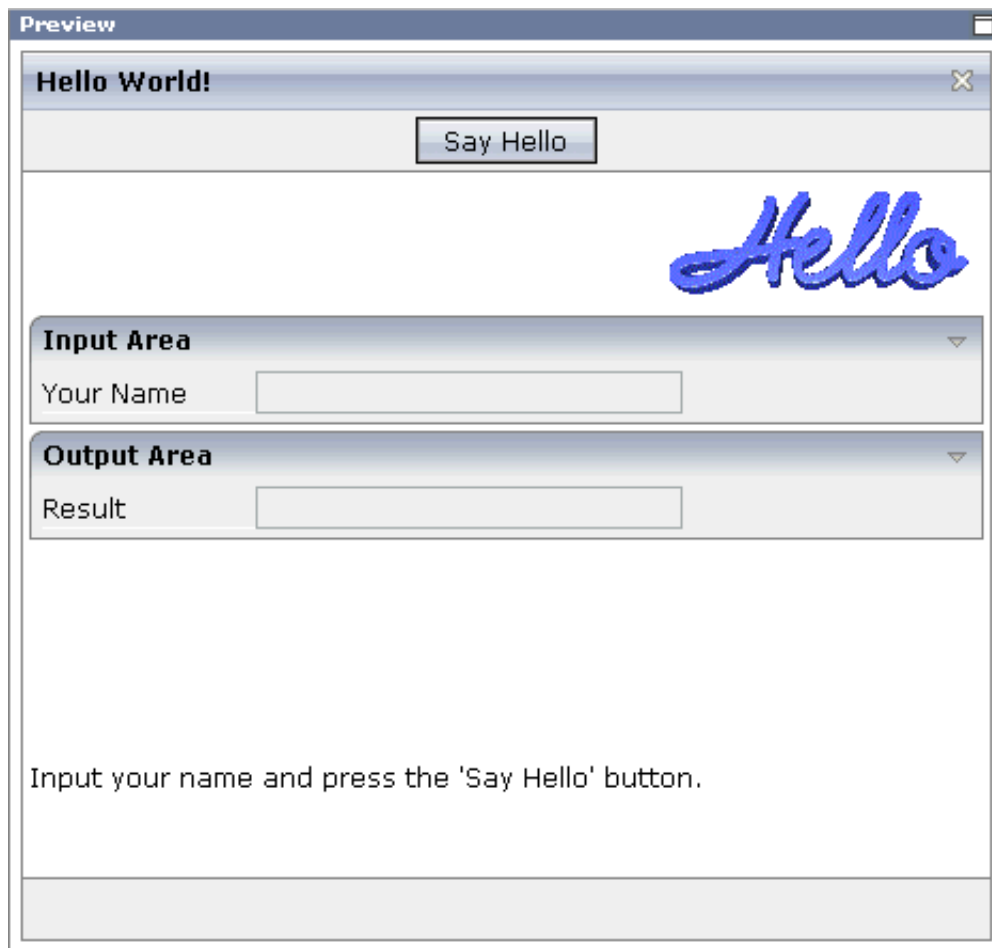 Preview
Hello World!
Say Hello
Hello
Input Area
Your Name
Output Area
Result
Input your name and press the 'Say Hello' button.